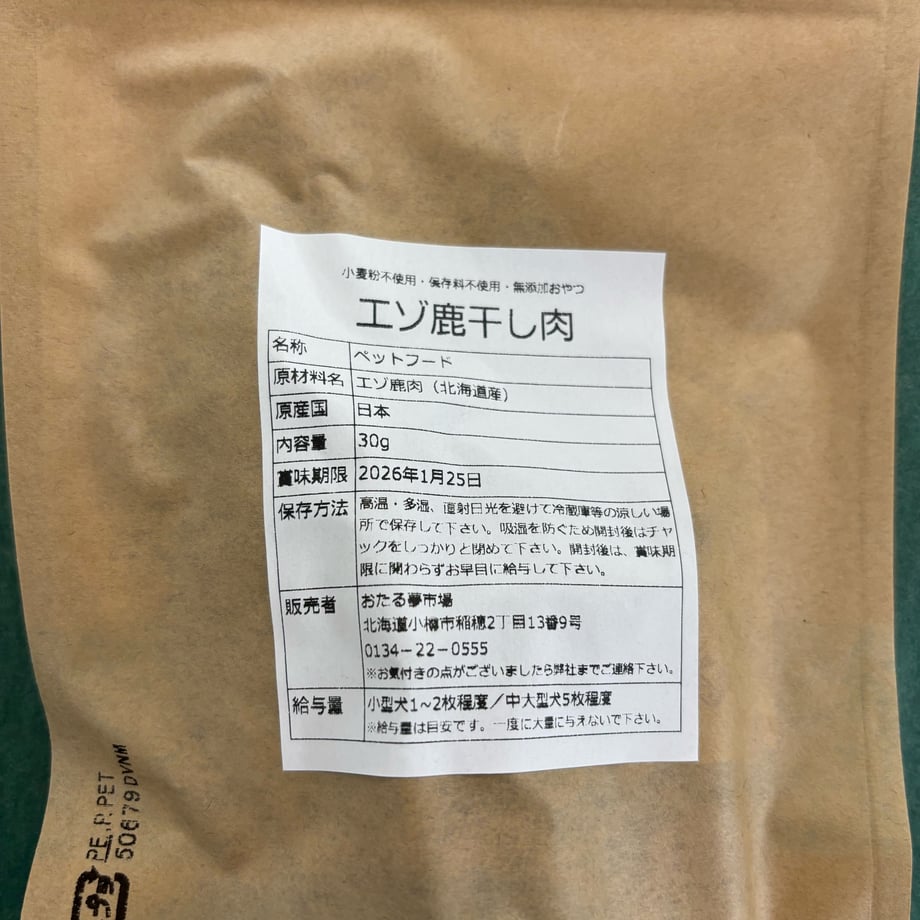 小麦粉不使用・保存料不使用・無添加おやつ
エゾ鹿干し肉
名称 ペットフード
原材料名 エゾ鹿肉（北海道産）
原産国 日本
内容量 30g
賞味期限 2026年1月25日
保存方法 高温・多湿、直射日光を避けて冷蔵庫等の涼しい場
所で保存して下さい。吸湿を防ぐため開封後はチャ
ックをしっかりと閉めて下さい。開封後は、賞味期
限に関わらずお早目に給与して下さい。
販売者 おたる夢市場
北海道小樽市稲穂2丁目13番9号
0134－22－0555
※お気付きの点がございましたら弊社までご連絡下さい。
給与量 小型犬1～2枚程度／中大型犬5枚程度
※給与量は目安です。一度に大量に与えないで下さい。
PE,P,PET
50679DVNM